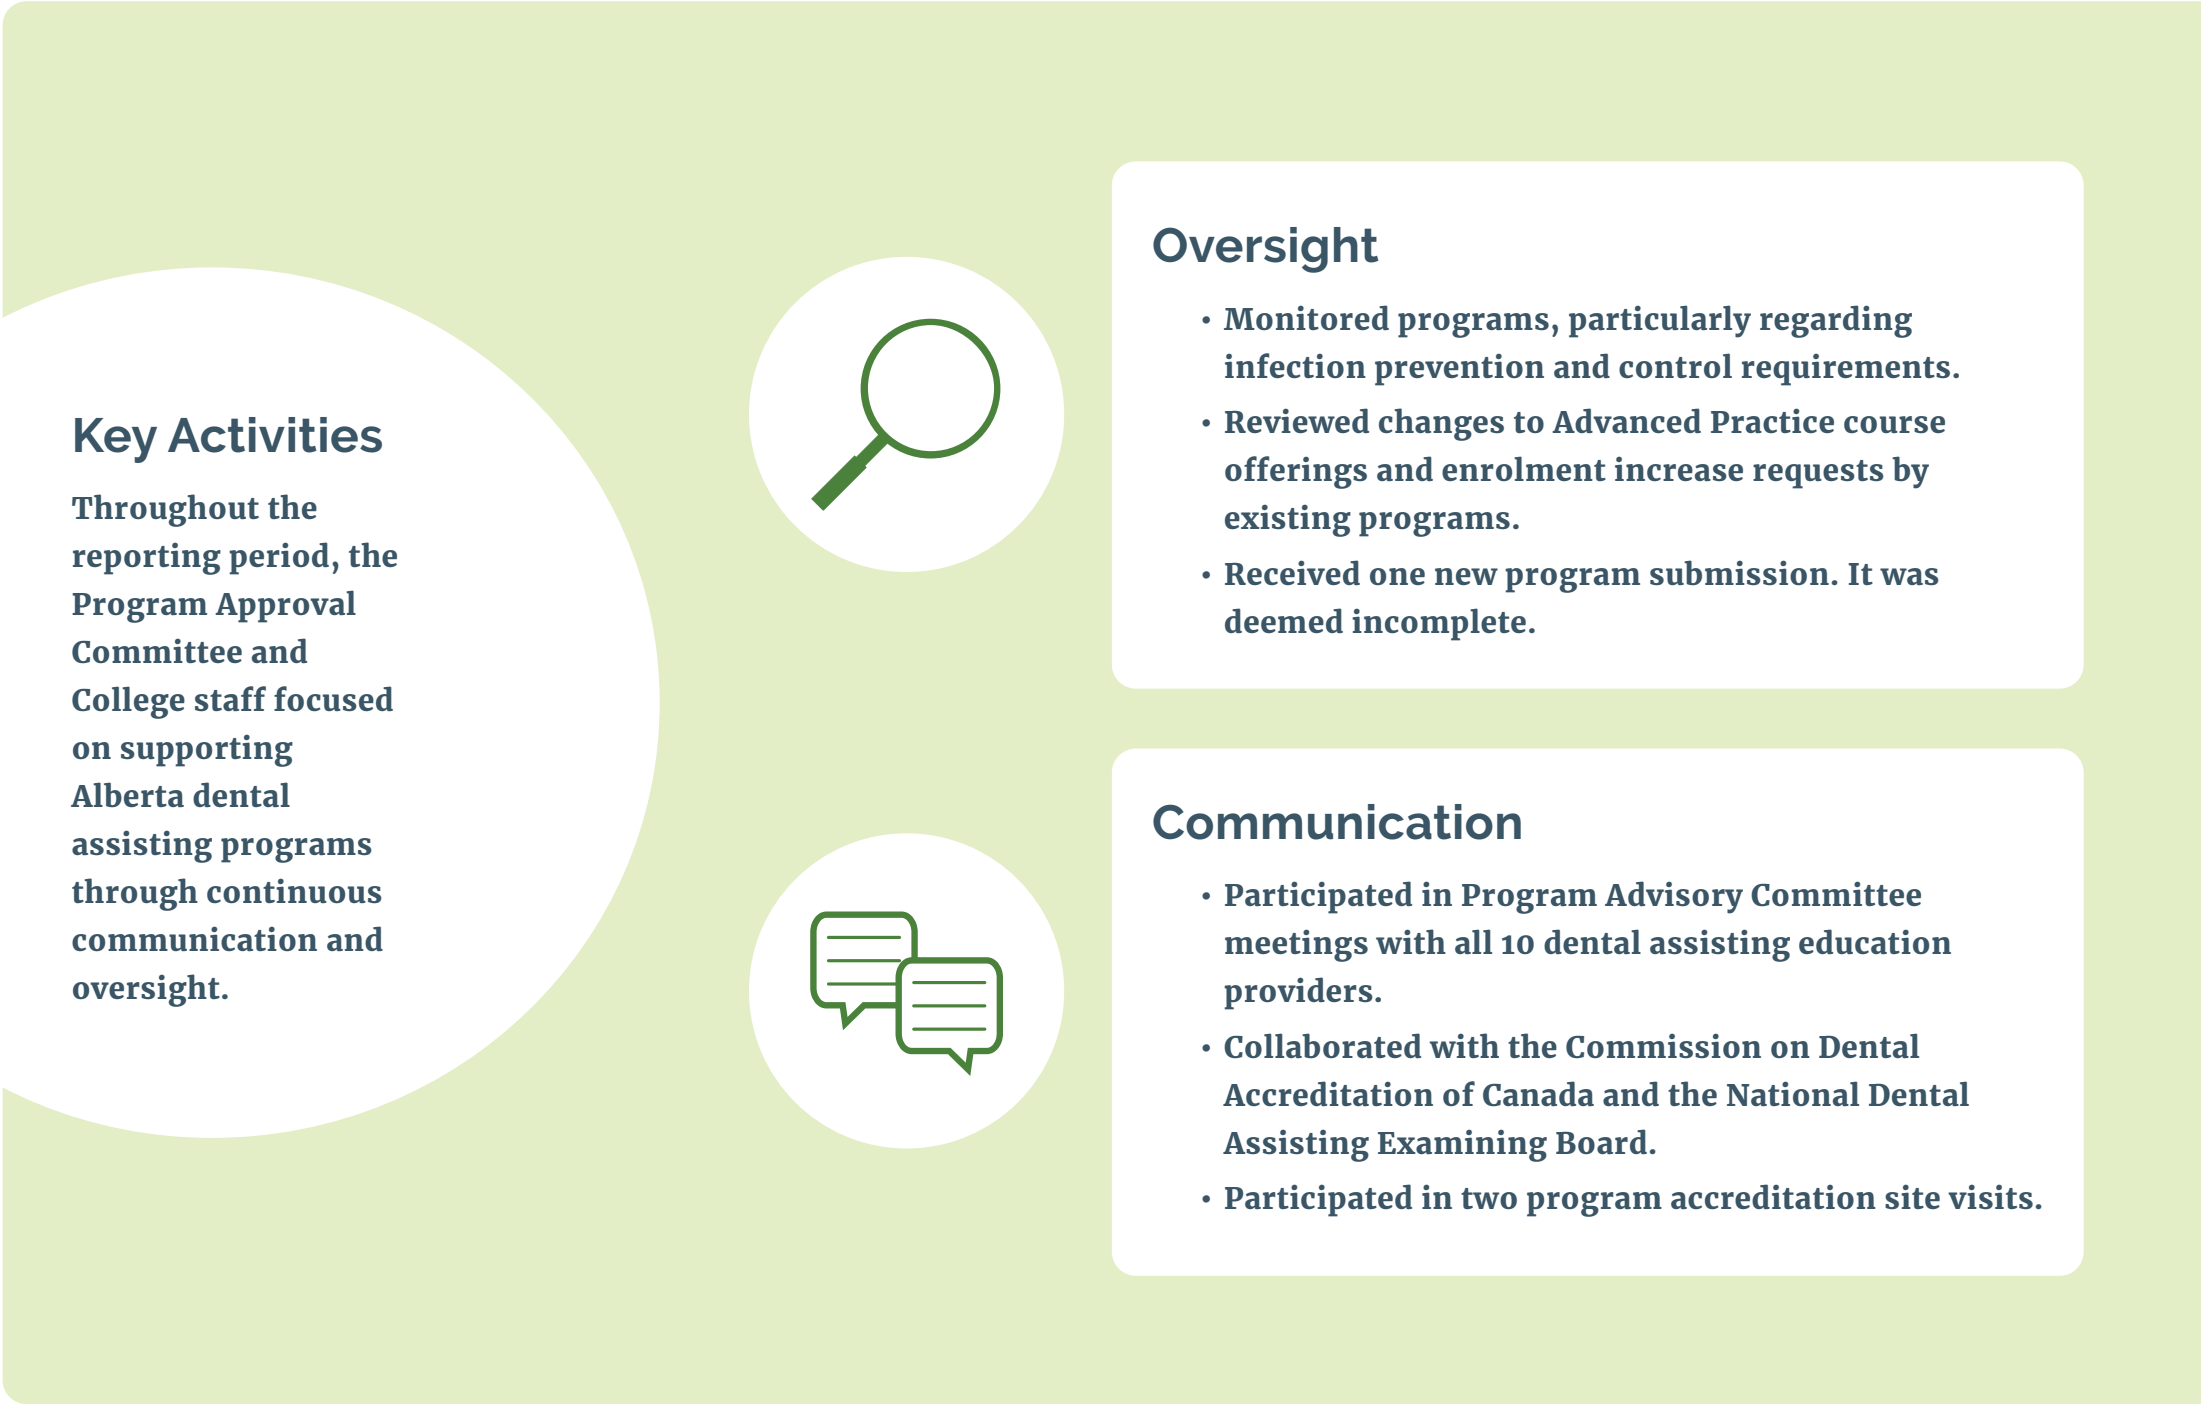 Key Activities
Throughout the
reporting period, the
Program Approval
Committee and
College staff focused
on supporting
Alberta dental
assisting programs
through continuous
communication and
oversight.
Oversight
• Monitored programs, particularly regarding
infection prevention and control requirements.
• Reviewed changes to Advanced Practice course
offerings and enrolment increase requests by
existing programs.
• Received one new program submission. It was
deemed incomplete.
Communication
• Participated in Program Advisory Committee
meetings with all 10 dental assisting education
providers.
• Collaborated with the Commission on Dental
Accreditation of Canada and the National Dental
Assisting Examining Board.
• Participated in two program accreditation site visits.